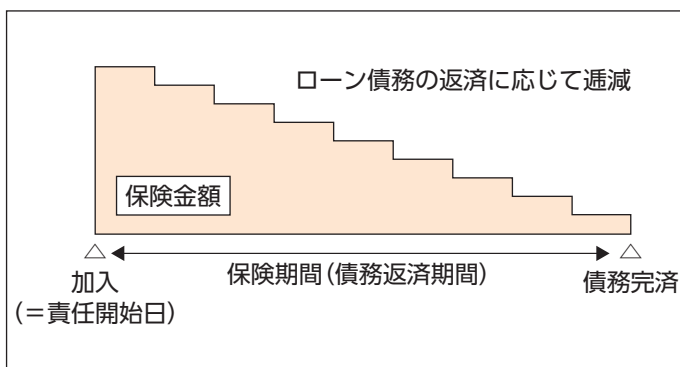 ローン債務の返済に応じて逓減
保険金額
保険期間(債務返済期間)
加入
(=責任開始日)
債務完済